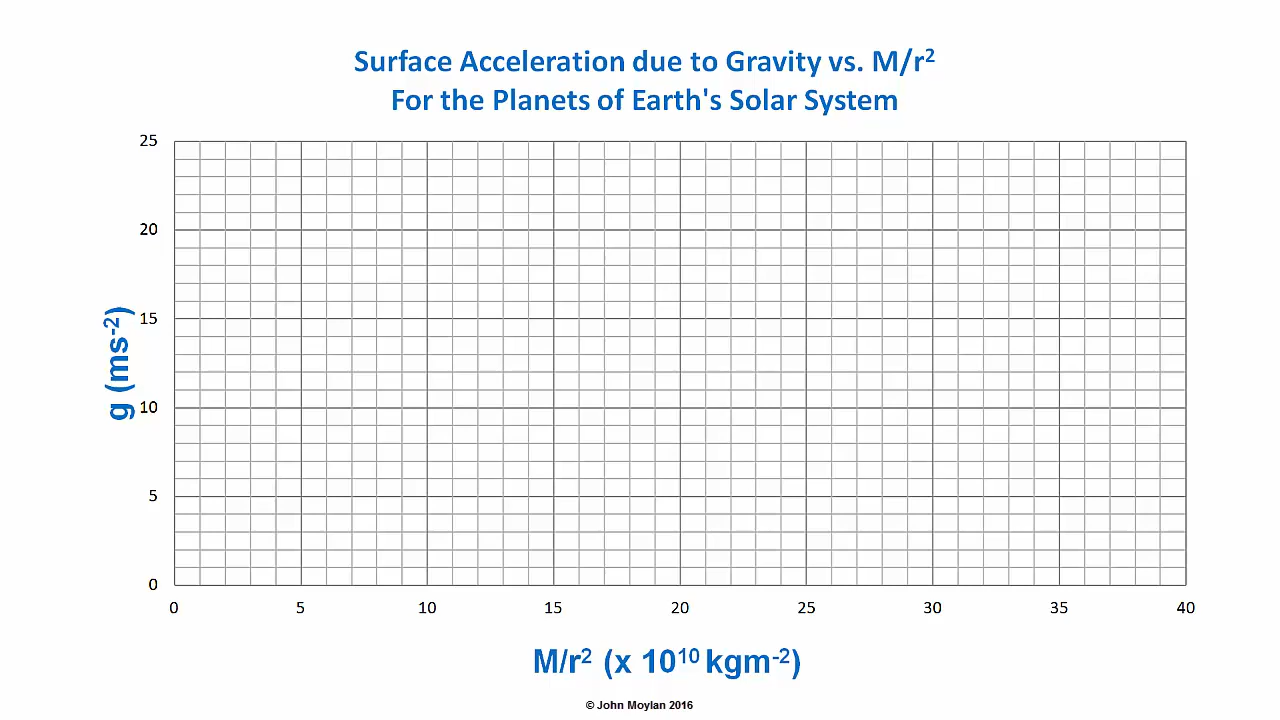 Surface Acceleration due to Gravity vs. M/r²
For the Planets of Earth's Solar System
25
20
15
10
5
0
g (ms⁻²)
0 5 10 15 20 25 30 35 40
M/r² (x 10¹⁰ kgm⁻²)
© John Moylan 2016